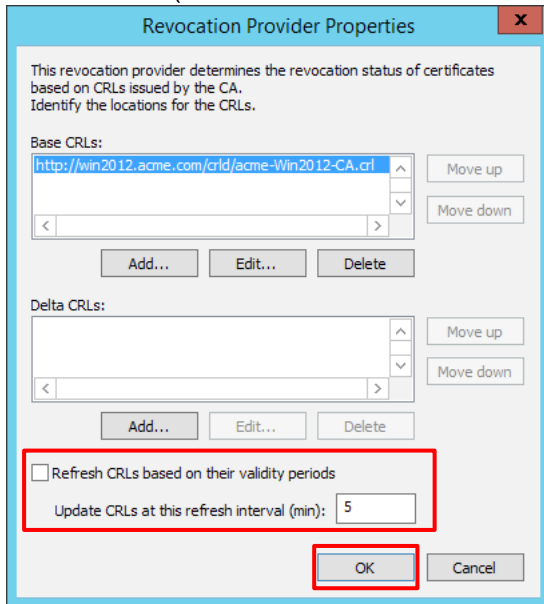 Revocation Provider Properties
x
This revocation provider determines the revocation status of certificates
based on CRLs issued by the CA.
Identify the locations for the CRLs.
Base CRLs:
http://win2012.acme.com/crld/acme-Win2012-CA.crl
Move up
Move down
Add...
Edit...
Delete
Delta CRLs:
Move up
Move down
Add...
Edit...
Delete
Refresh CRLs based on their validity periods
Update CRLs at this refresh interval (min): 5
OK
Cancel